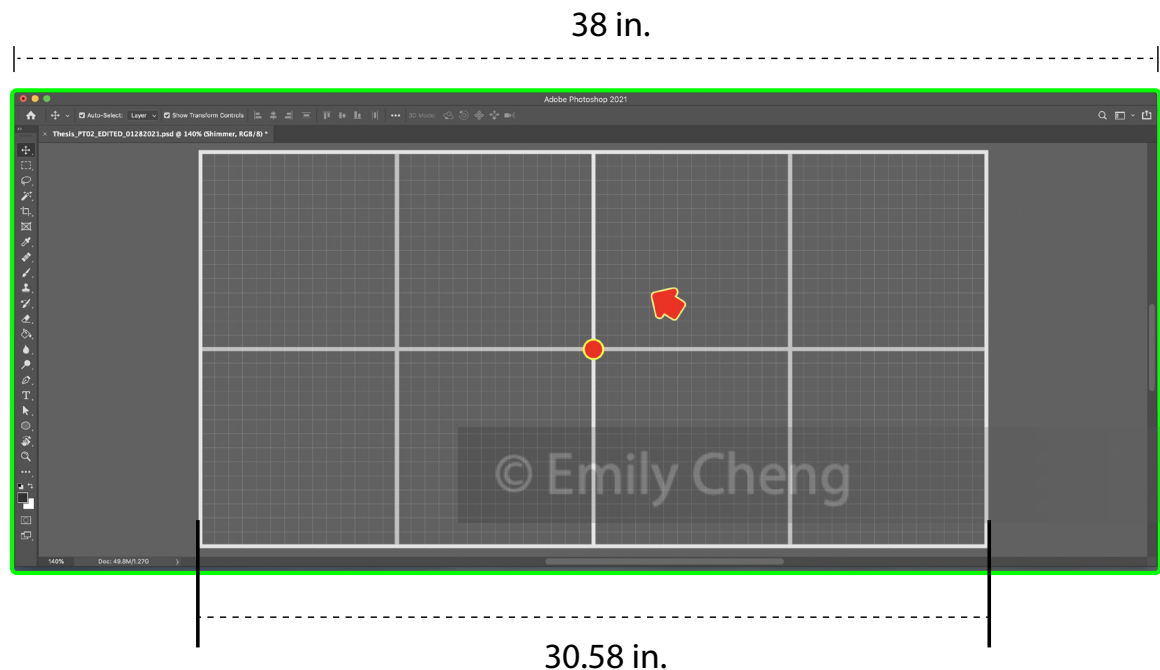 38 in.
Adobe Photoshop 2021
Auto-Select: Layer Show Transform Controls ••• 3D Mode:
× Thesis_PT02_EDITED_01282021.psd @ 140% (Shimmer, RGB/8) *
© Emily Cheng
140% Doc: 49.8M/1.27G
30.58 in.